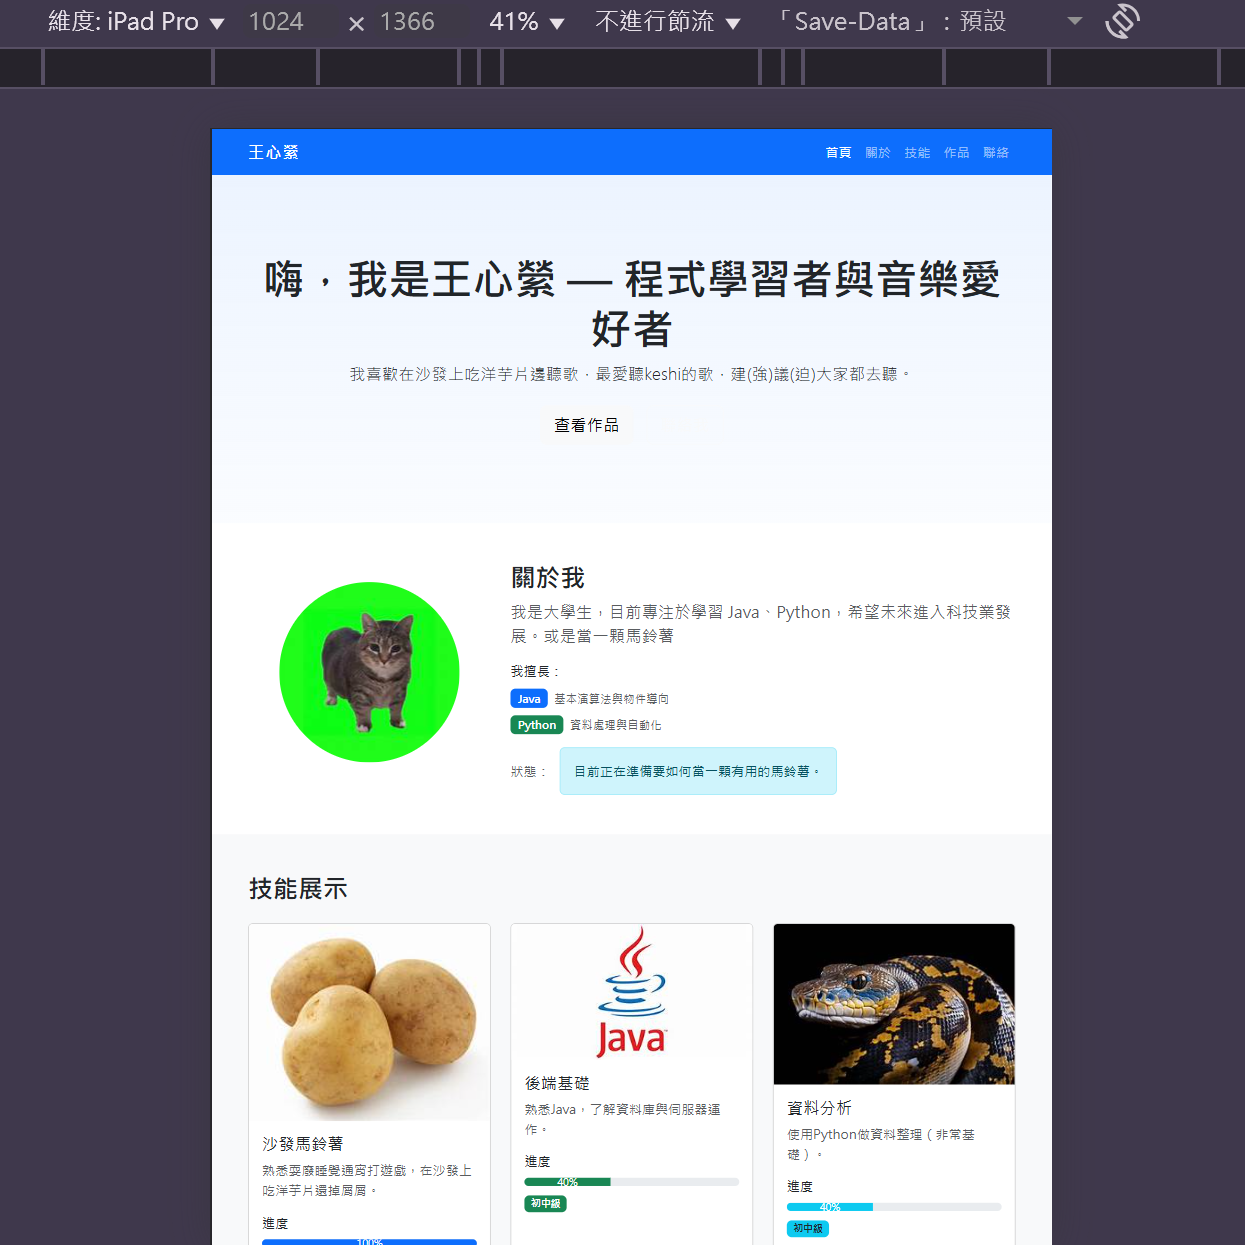 維度: iPad Pro ▼ 1024 × 1366 41% ▼ 不進行節流 ▼ 「Save-Data」：預設
王心縈 首頁 關於 技能 作品 聯絡
嗨，我是王心縈 — 程式學習者與音樂愛
好者
我喜歡在沙發上吃洋芋片邊聽歌，最愛聽keshi的歌，建(強)議(迫)大家都去聽。
查看作品
關於我
我是大學生，目前專注於學習 Java、Python，希望未來進入科技業發
展。或是當一顆馬鈴薯
我擅長：
Java 基本演算法與物件導向
Python 資料處理與自動化
狀態： 目前正在準備要如何當一顆有用的馬鈴薯。
技能展示
沙發馬鈴薯
熟悉耍廢睡覺通宵打遊戲，在沙發上
吃洋芋片還掉屑屑。
進度
100%
Java
後端基礎
熟悉Java，了解資料庫與伺服器運
作。
進度
40%
初中級
資料分析
使用Python做資料整理（非常基
礎）。
進度
40%
初中級